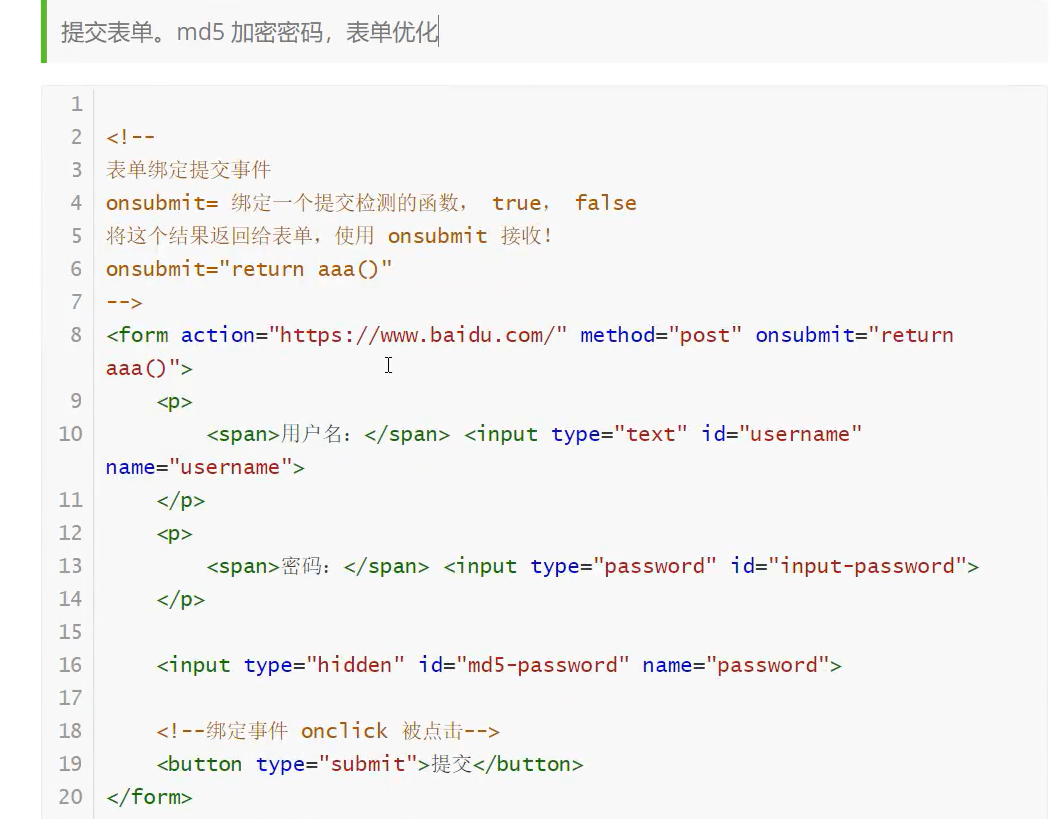 提交表单。md5 加密密码，表单优化
1
2 <!--
3 表单绑定提交事件
4 onsubmit= 绑定一个提交检测的函数， true， false
5 将这个结果返回给表单，使用 onsubmit 接收！
6 onsubmit="return aaa()"
7 -->
8 <form action="https://www.baidu.com/" method="post" onsubmit="return
aaa()">
9 <p>
10 <span>用户名：</span> <input type="text" id="username"
name="username">
11 </p>
12 <p>
13 <span>密码：</span> <input type="password" id="input-password">
14 </p>
15
16 <input type="hidden" id="md5-password" name="password">
17
18 <!--绑定事件 onclick 被点击-->
19 <button type="submit">提交</button>
20 </form>